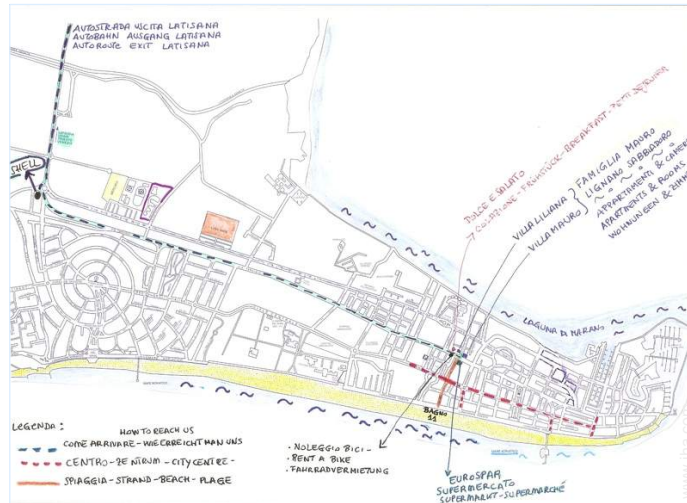 AUTOSTRADA USCITA LATISANA
AUTOBAHN AUSGANG LATISANA
AUTOROUTE EXIT LATISANA
SHELL
DOLCE E SALATO
COLAZIONE - FRÜHSTÜCK - BREAKFAST - PETIT DEJEUNER
VILLA LILIANA
VILLA MAURO
FAMIGLIA MAURO
LIGNANO SABBIADORO
APPARTAMENTI & CAMERE
APARTMENTS & ROOMS
WOHNUNGEN &
LAGUNA DI MARANO
BAGNO
11
LEGENDA :
HOW TO REACH US
COME ARRIVARE - WIE ERREICHT MAN UNS
CENTRO - ZENTRUM - CITY CENTRE -
SPIAGGIA - STRAND - BEACH - PLAGE
. NOLEGGIO BICI -
. RENT A BIKE
. FAHRRADVERMIETUNG
EUROSPAR
SUPERMERCATO
SUPERMARKT - SUPERMARCHÉ